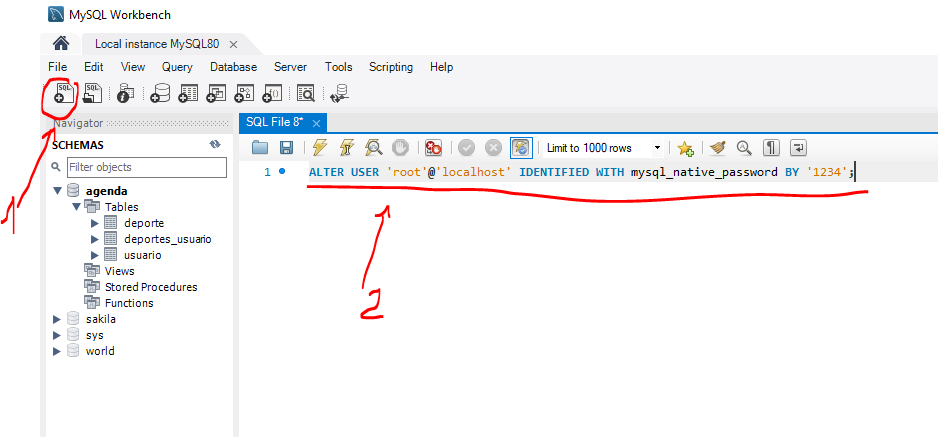 MySQL Workbench
Local instance MySQL80
File Edit View Query Database Server Tools Scripting Help
SQL SQL
Navigator
SQL File 8*
SCHEMAS
Limit to 1000 rows
Filter objects
1 ALTER USER 'root'@'localhost' IDENTIFIED WITH mysql_native_password BY '1234';
agenda
Tables
deporte
deportes_usuario
usuario
Views
Stored Procedures
Functions
sakila
sys
world
1
2